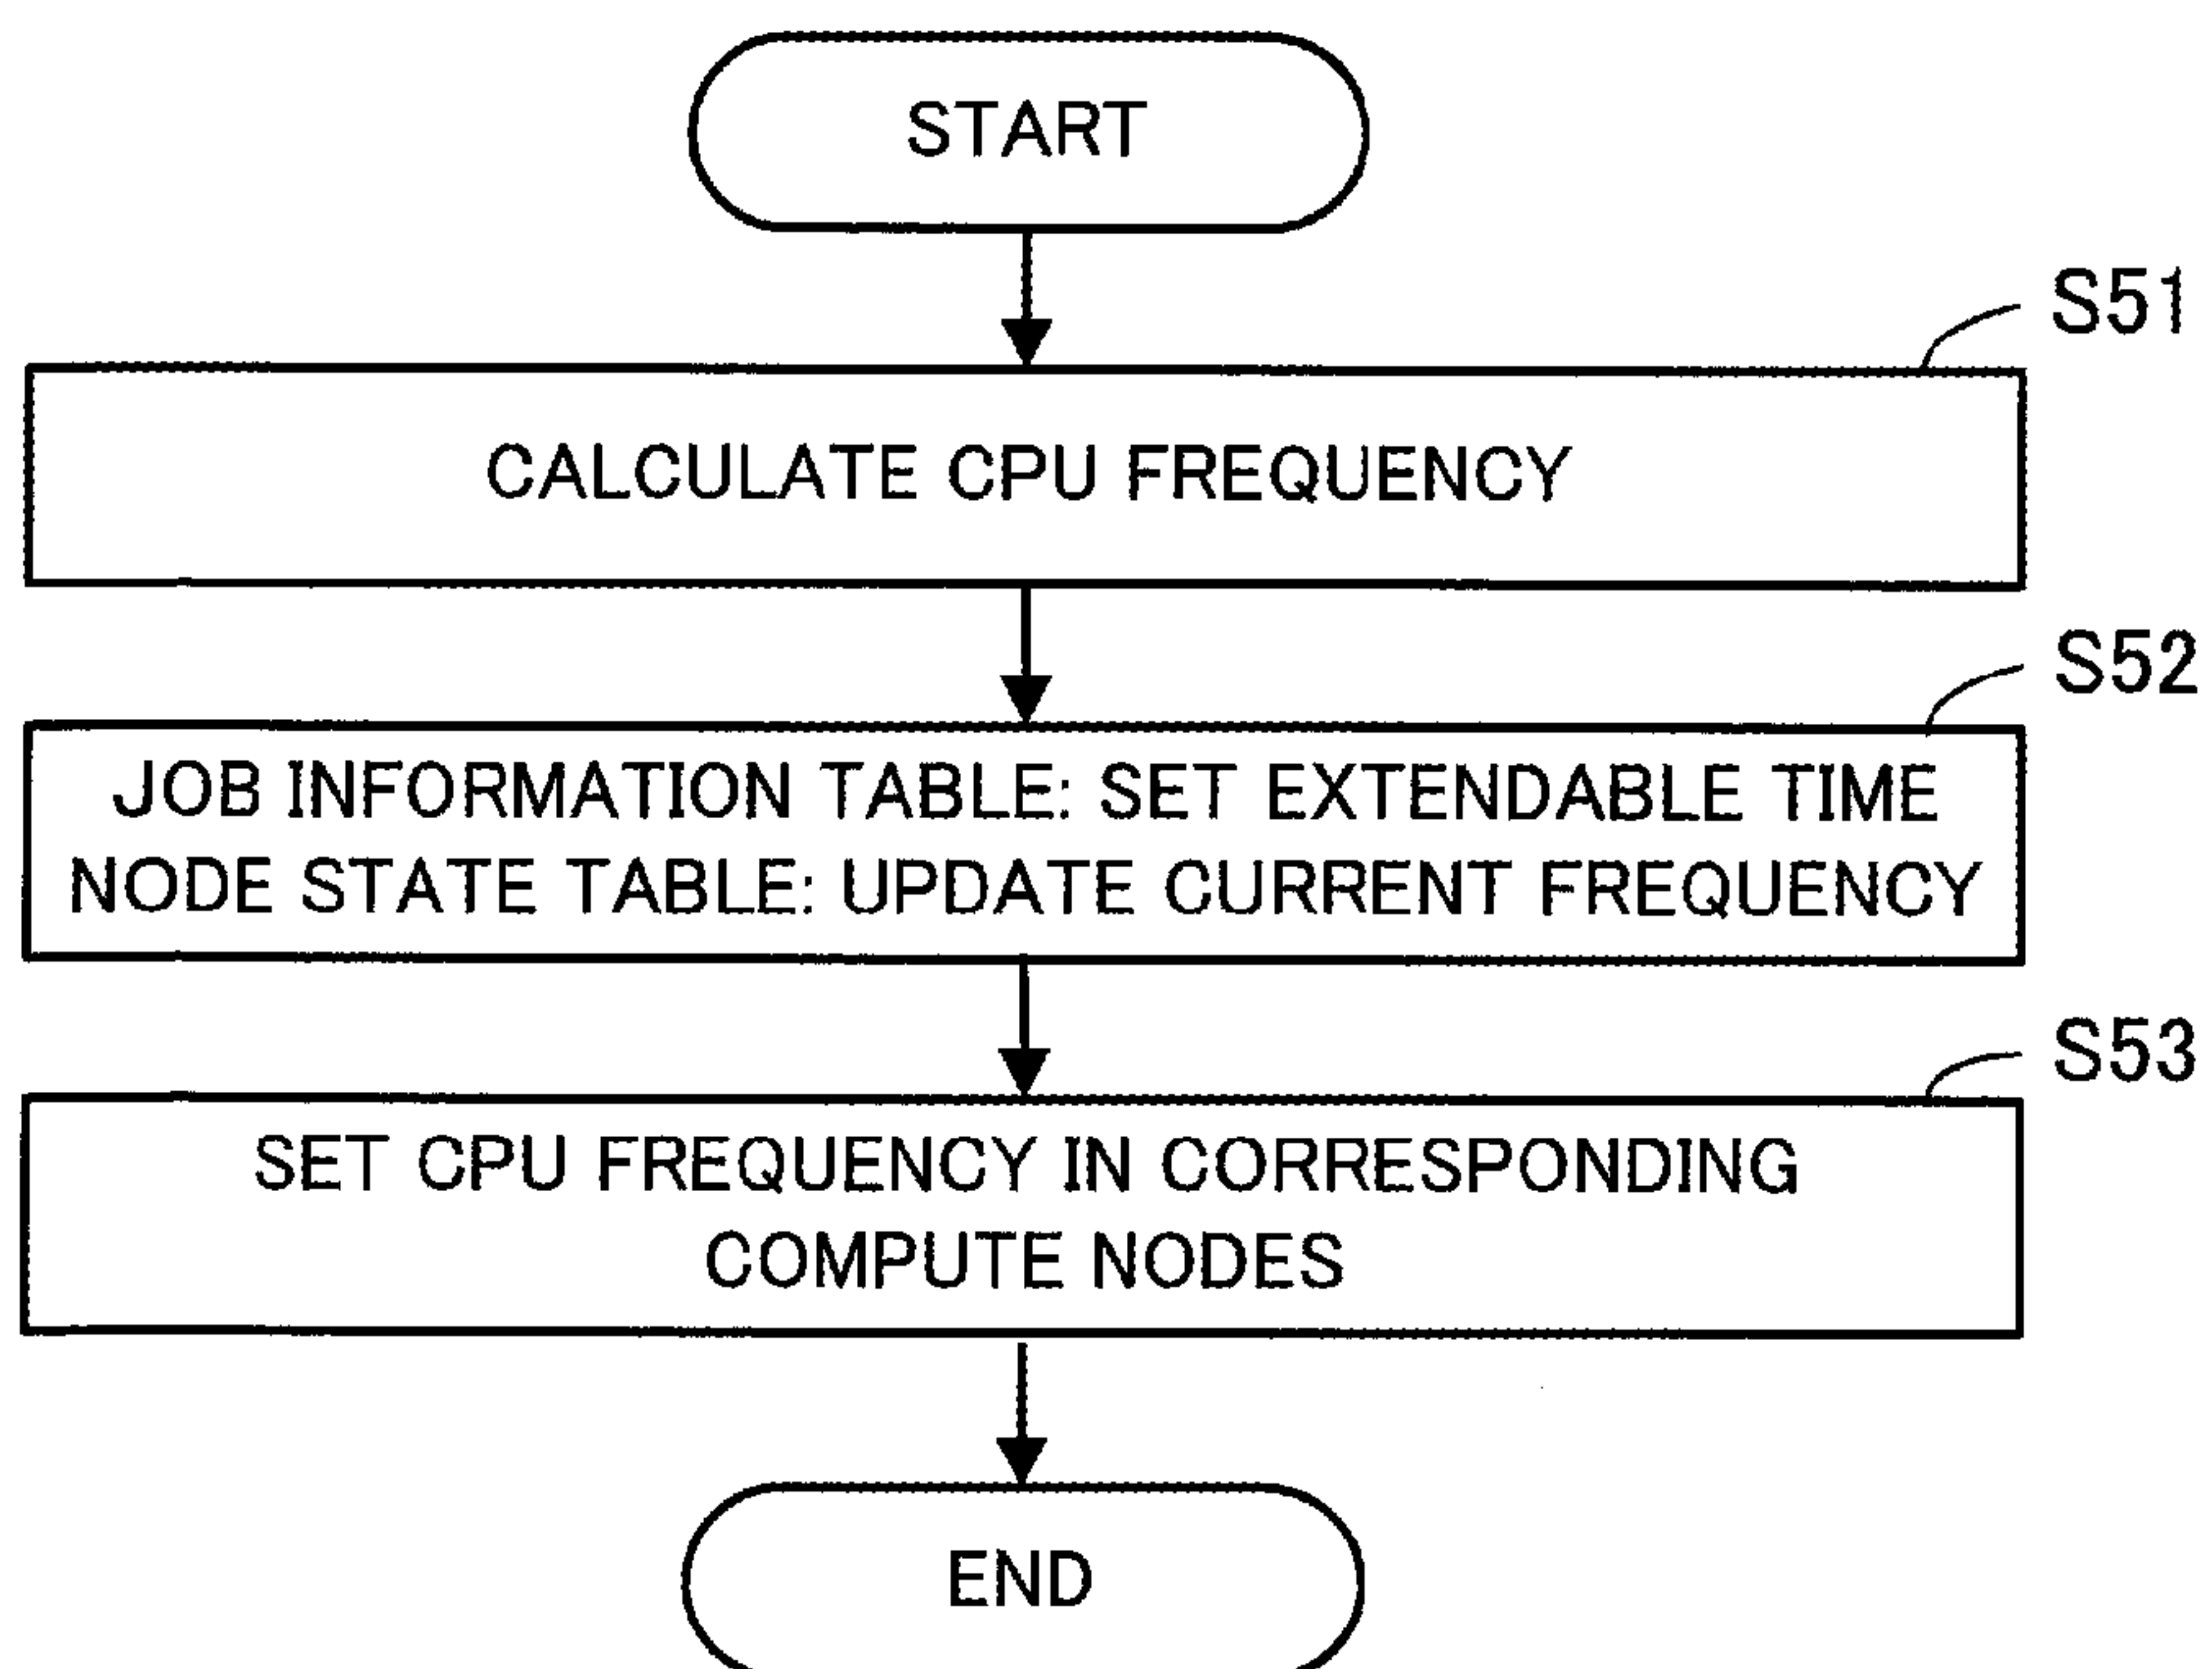 START
S51
CALCULATE CPU FREQUENCY
S52
JOB INFORMATION TABLE: SET EXTENDABLE TIME
NODE STATE TABLE: UPDATE CURRENT FREQUENCY
S53
SET CPU FREQUENCY IN CORRESPONDING
COMPUTE NODES
END